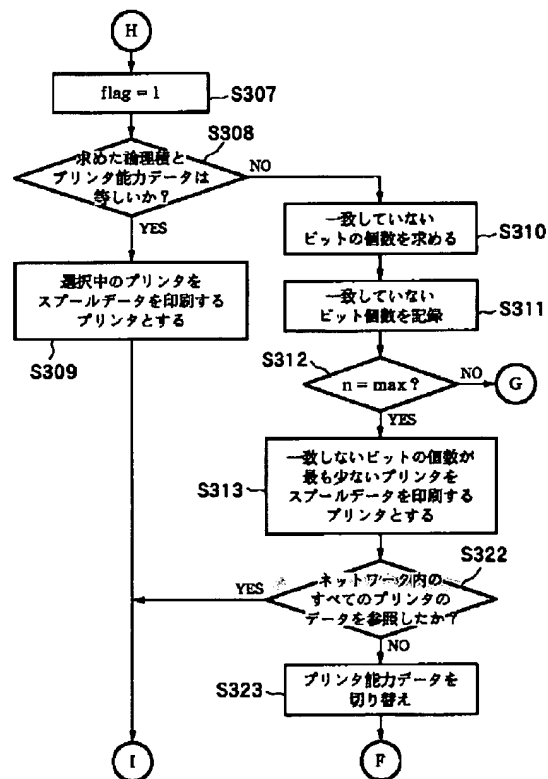 H
flag = 1
S307
S308
求めた論理積と
プリンタ能力データは
等しいか？
NO
YES
一致していない
ビットの個数を求める
S310
選択中のプリンタを
スプールデータを印刷する
プリンタとする
S309
一致していない
ビット個数を記録
S311
S312
n = max ?
NO
G
YES
一致しないビットの個数が
最も少ないプリンタを
スプールデータを印刷する
プリンタとする
S313
S322
ネットワーク内の
すべてのプリンタの
データを参照したか？
YES
NO
S323
プリンタ能力データを
切り替え
I
F